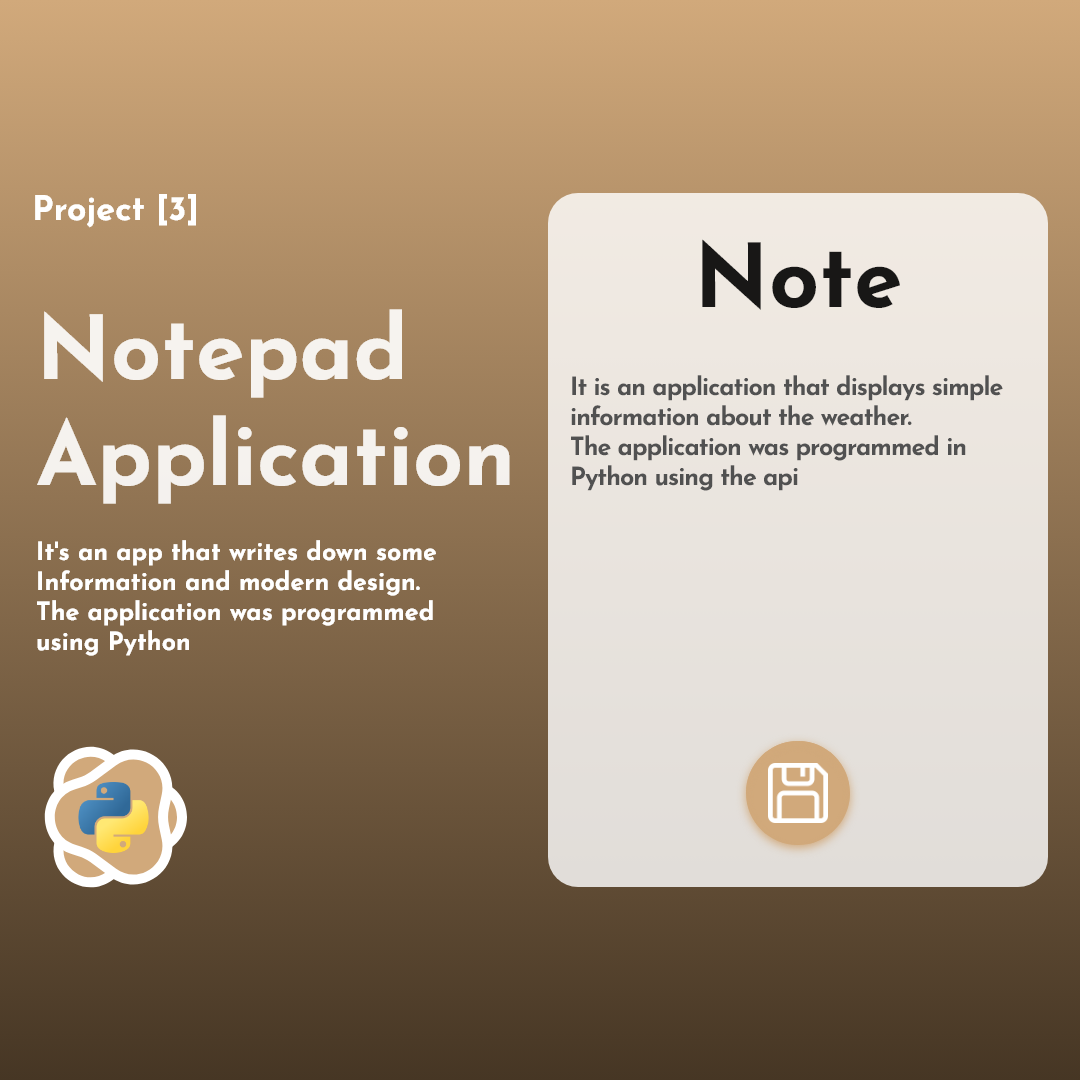 Project [3]
Notepad
Application
It's an app that writes down some
Information and modern design.
The application was programmed
using Python
Note
It is an application that displays simple
information about the weather.
The application was programmed in
Python using the api